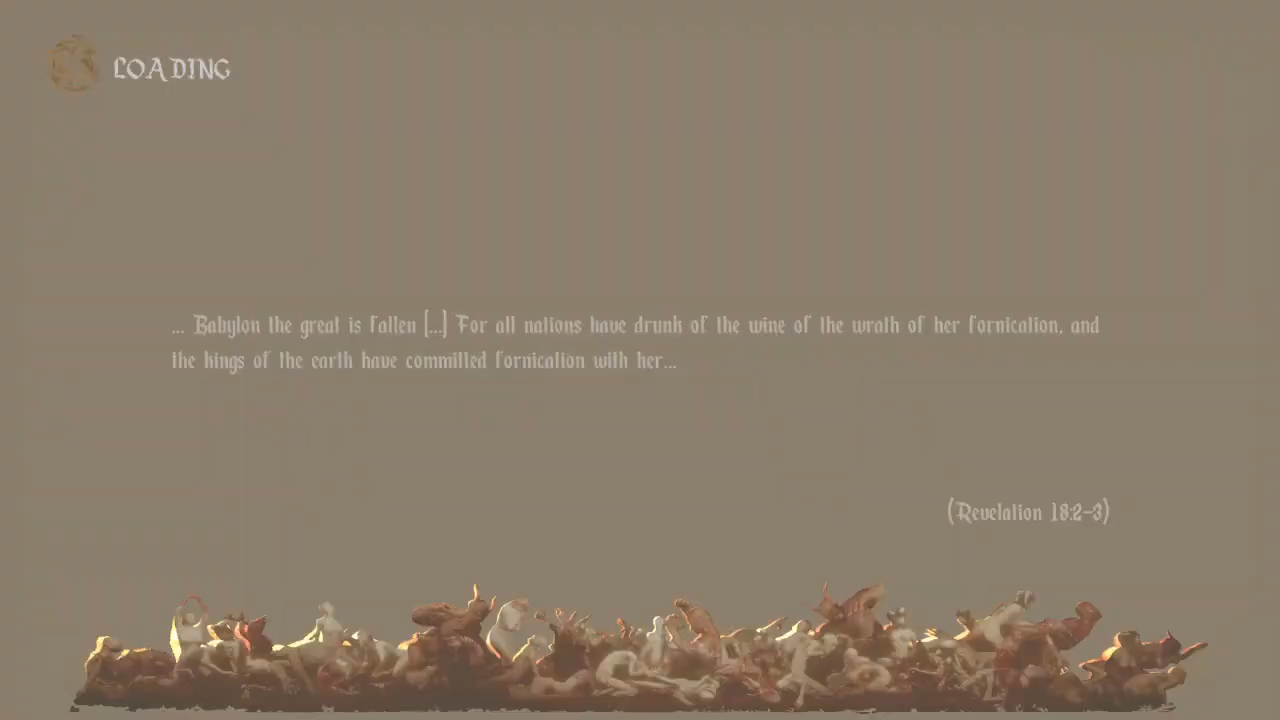 LOADING
... Babylon the great is fallen [...] For all nations have drunk of the wine of the wrath of her fornication, and
the kings of the earth have committed fornication with her...
(Revelation 18:2-3)